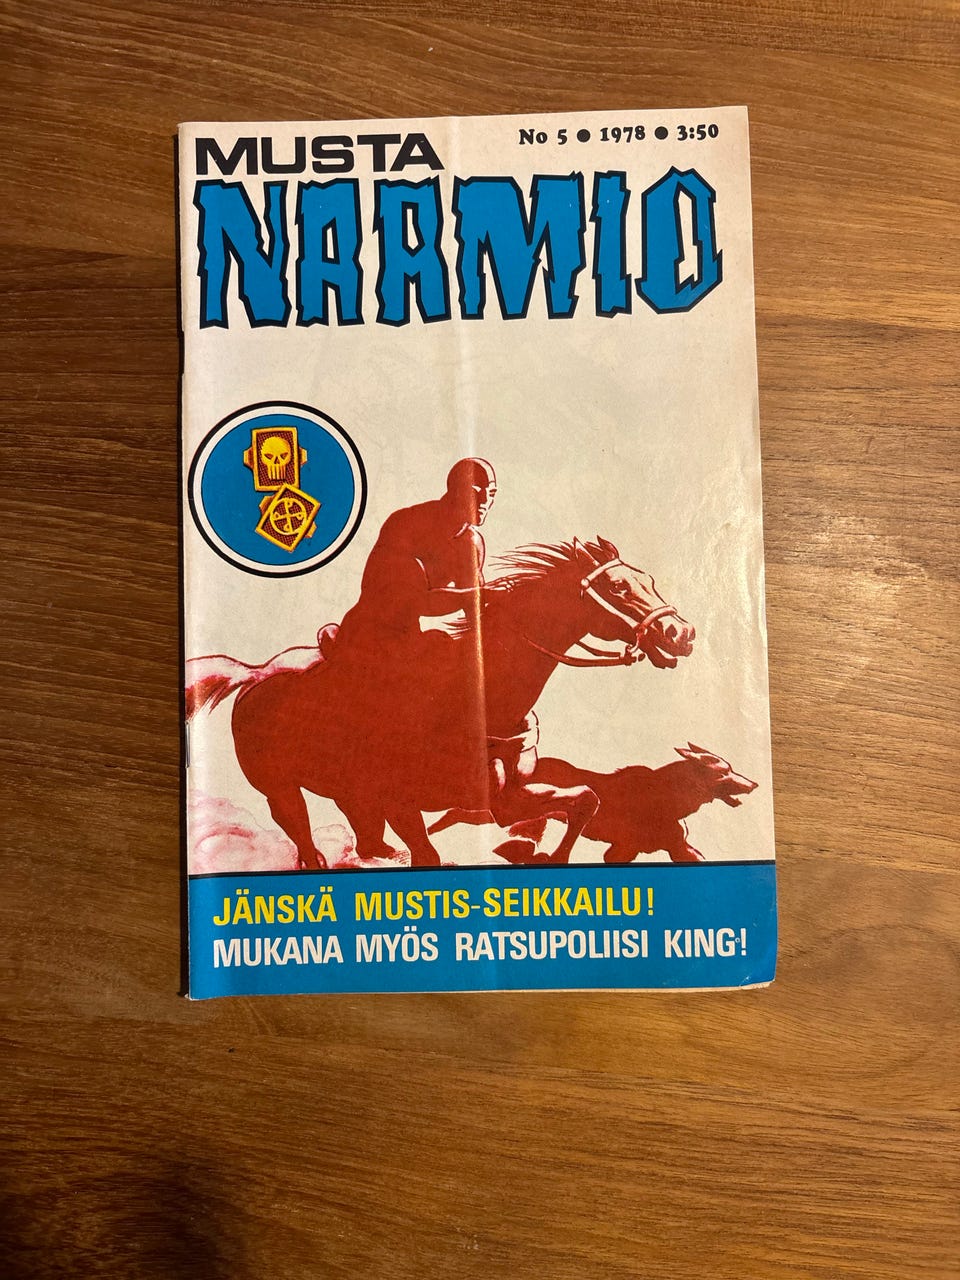 No 5 ● 1978 ● 3:50
MUSTA
NAAMIO
JÄNSKÄ MUSTIS-SEIKKAILU!
MUKANA MYÖS RATSUPOLIISI KING!